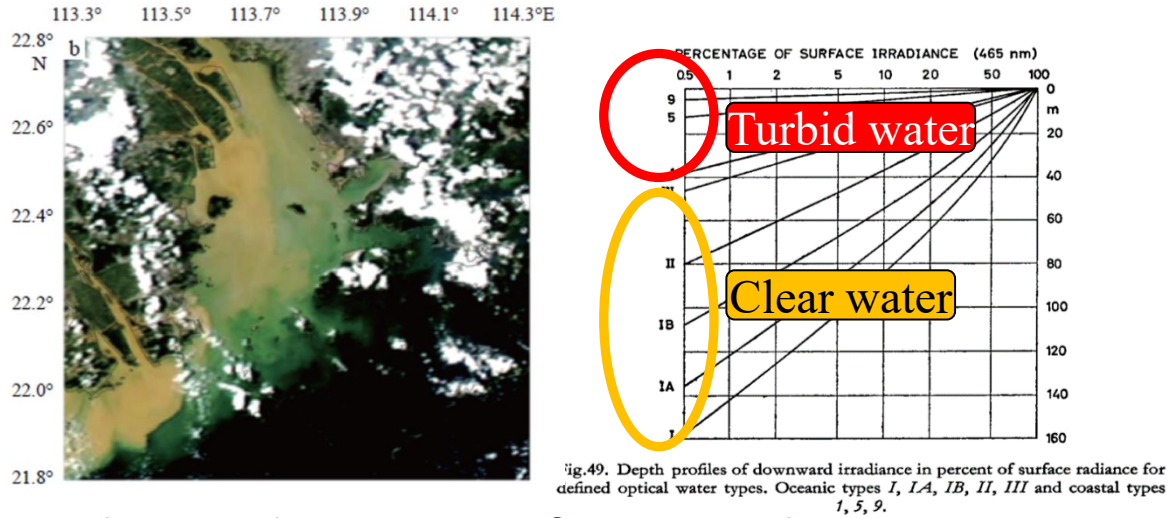 113.3° 113.5° 113.7° 113.9° 114.1° 114.3°E
22.8°
N
b
22.6°
22.4°
22.2°
22.0°
21.8°
PERCENTAGE OF SURFACE IRRADIANCE (465 nm)
0.5 1 2 5 10 20 50 100
0
m
20
40
60
80
100
120
140
160
9
5
II
IB
IA
I
Turbid water
Clear water
ig.49. Depth profiles of downward irradiance in percent of surface radiance for
defined optical water types. Oceanic types I, IA, IB, II, III and coastal types
1, 5, 9.